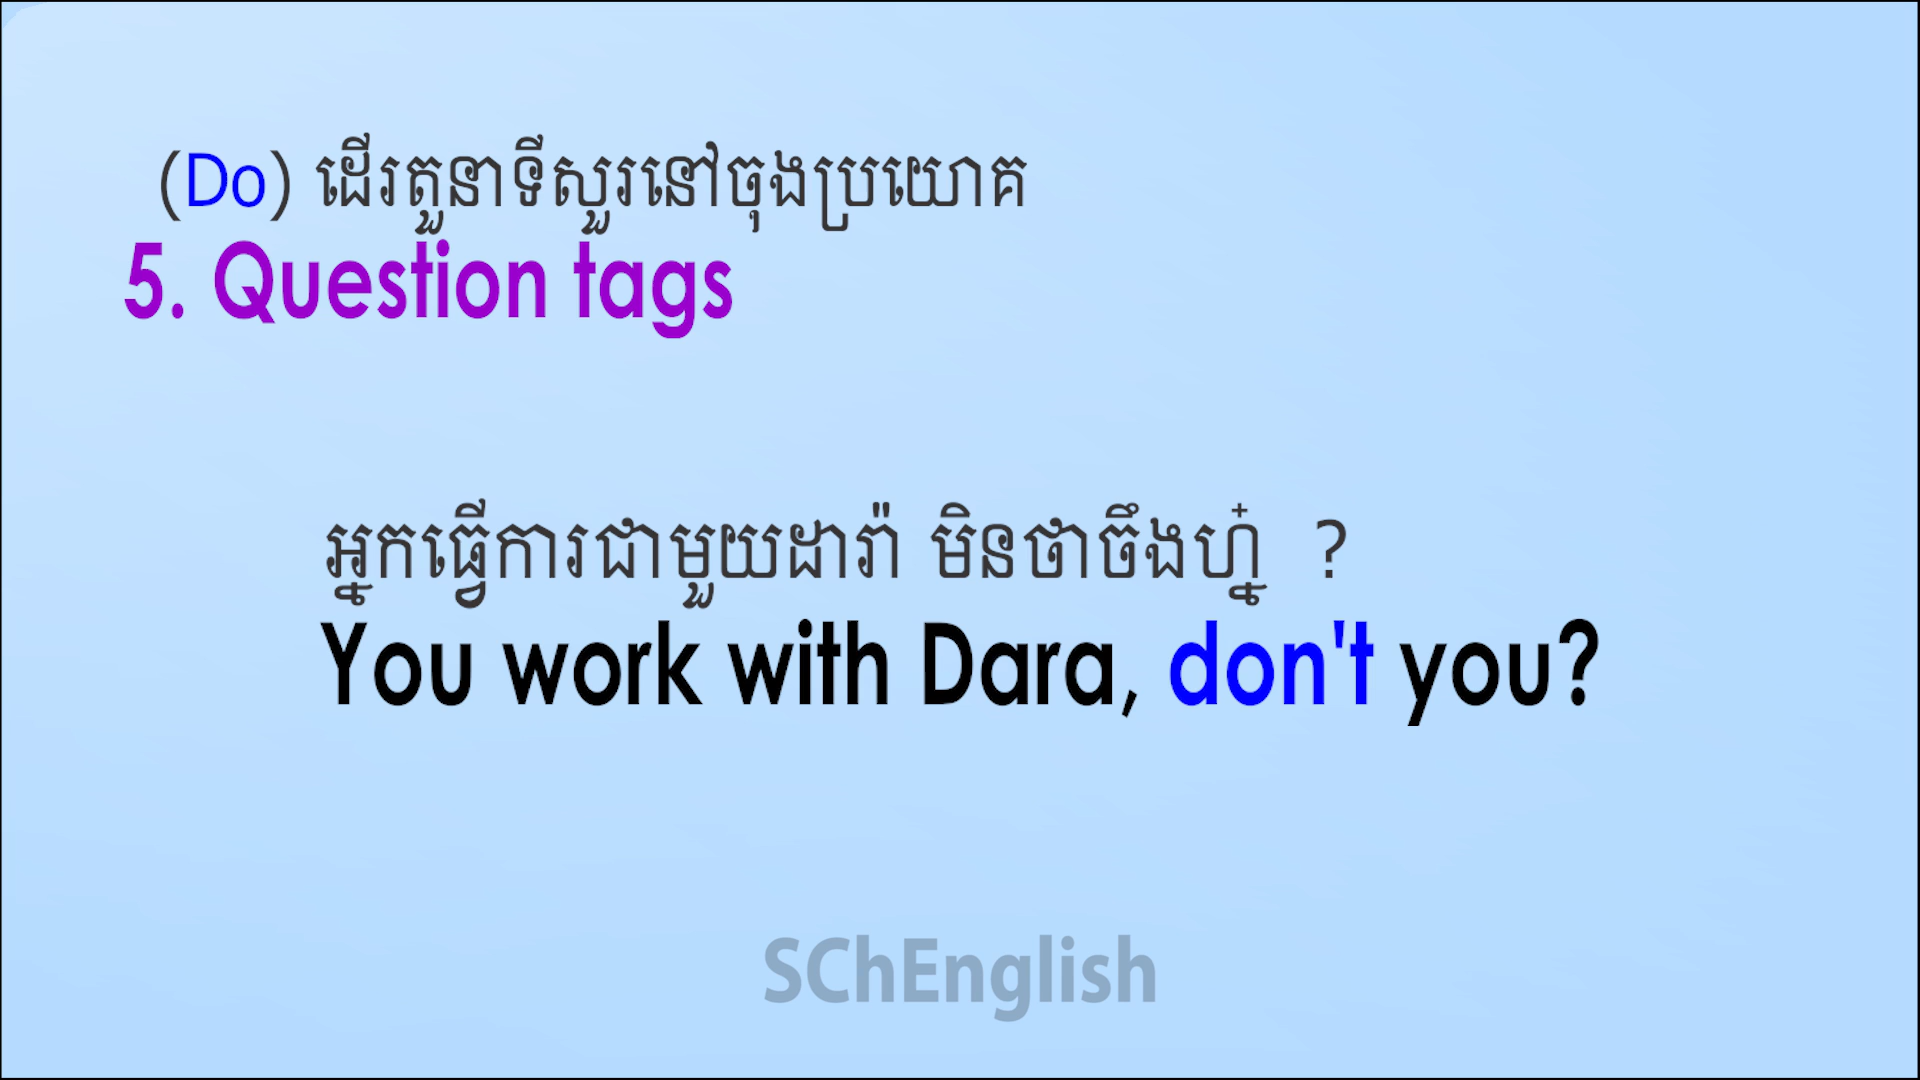 (Do) ដើរតួនាទីសួរនៅចុងប្រយោគ
5. Question tags
អ្នកធ្វើការជាមួយដារ៉ា មិនថាចឹងហ្ន៎ ?
You work with Dara, don't you?
SChEnglish